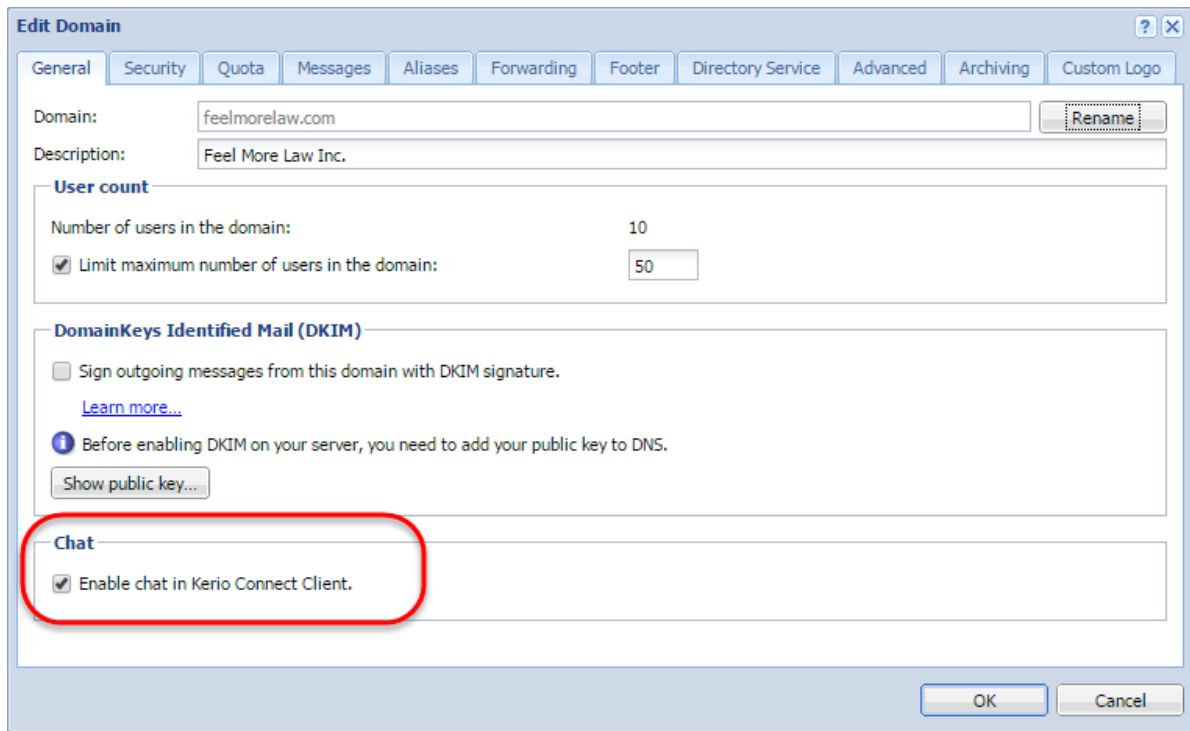 Edit Domain
General Security Quota Messages Aliases Forwarding Footer Directory Service Advanced Archiving Custom Logo
Domain: feelmorelaw.com Rename
Description: Feel More Law Inc.
User count
Number of users in the domain: 10
Limit maximum number of users in the domain: 50
DomainKeys Identified Mail (DKIM)
Sign outgoing messages from this domain with DKIM signature.
Learn more...
Before enabling DKIM on your server, you need to add your public key to DNS.
Show public key...
Chat
Enable chat in Kerio Connect Client.
OK Cancel